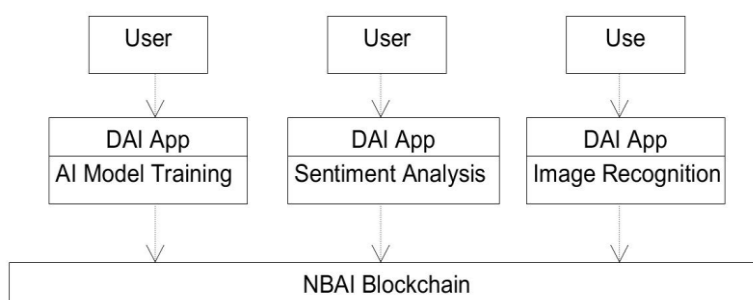 User
User
Use
DAI App
DAI App
DAI App
AI Model Training
Sentiment Analysis
Image Recognition
NBAI Blockchain